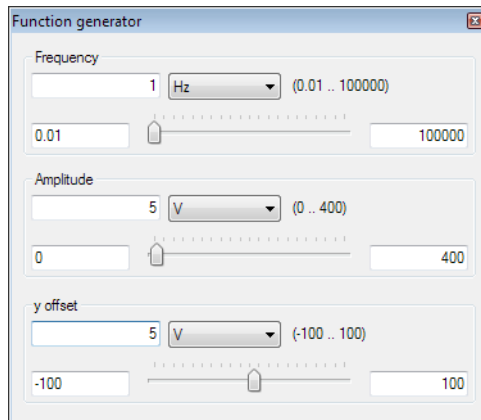 Function generator
Frequency
1 Hz (0.01 .. 100000)
0.01 100000
Amplitude
5 V (0 .. 400)
0 400
y offset
5 V (-100 .. 100)
-100 100